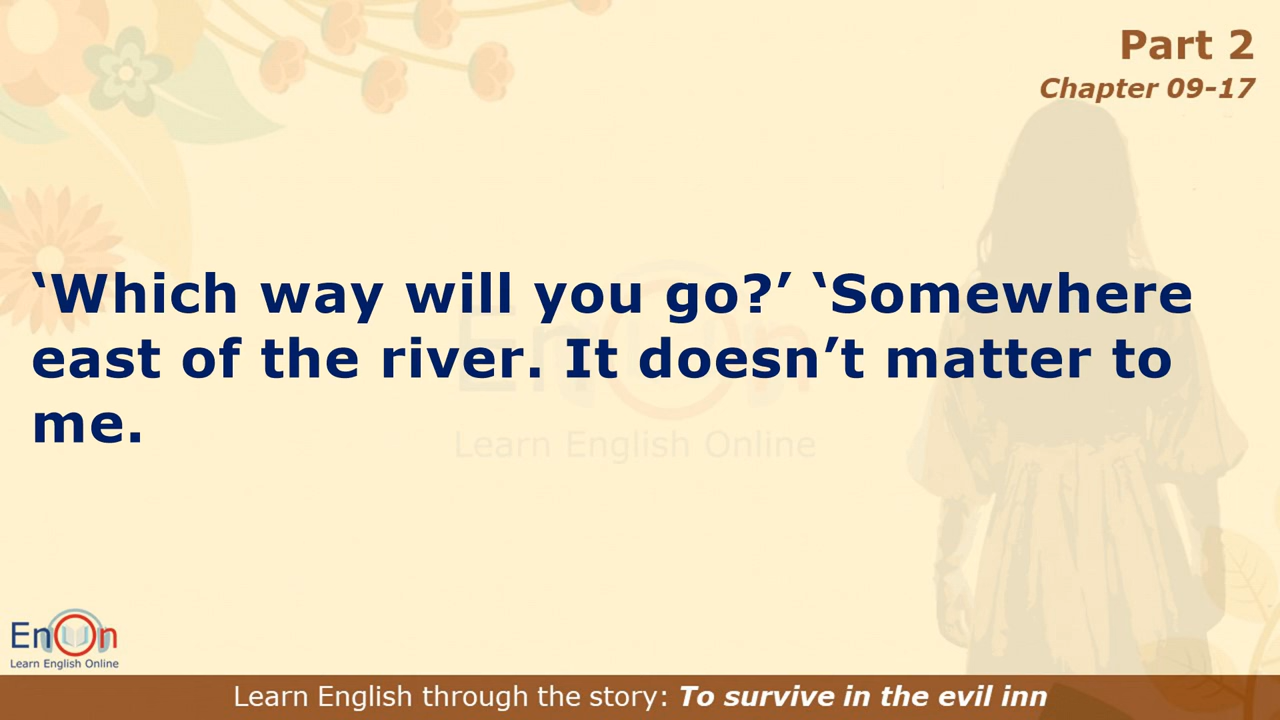 Part 2
Chapter 09-17
‘Which way will you go?’ ‘Somewhere
east of the river. It doesn’t matter to
me.
EnOn
Learn English Online
EnOn
Learn English Online
Learn English through the story: To survive in the evil inn